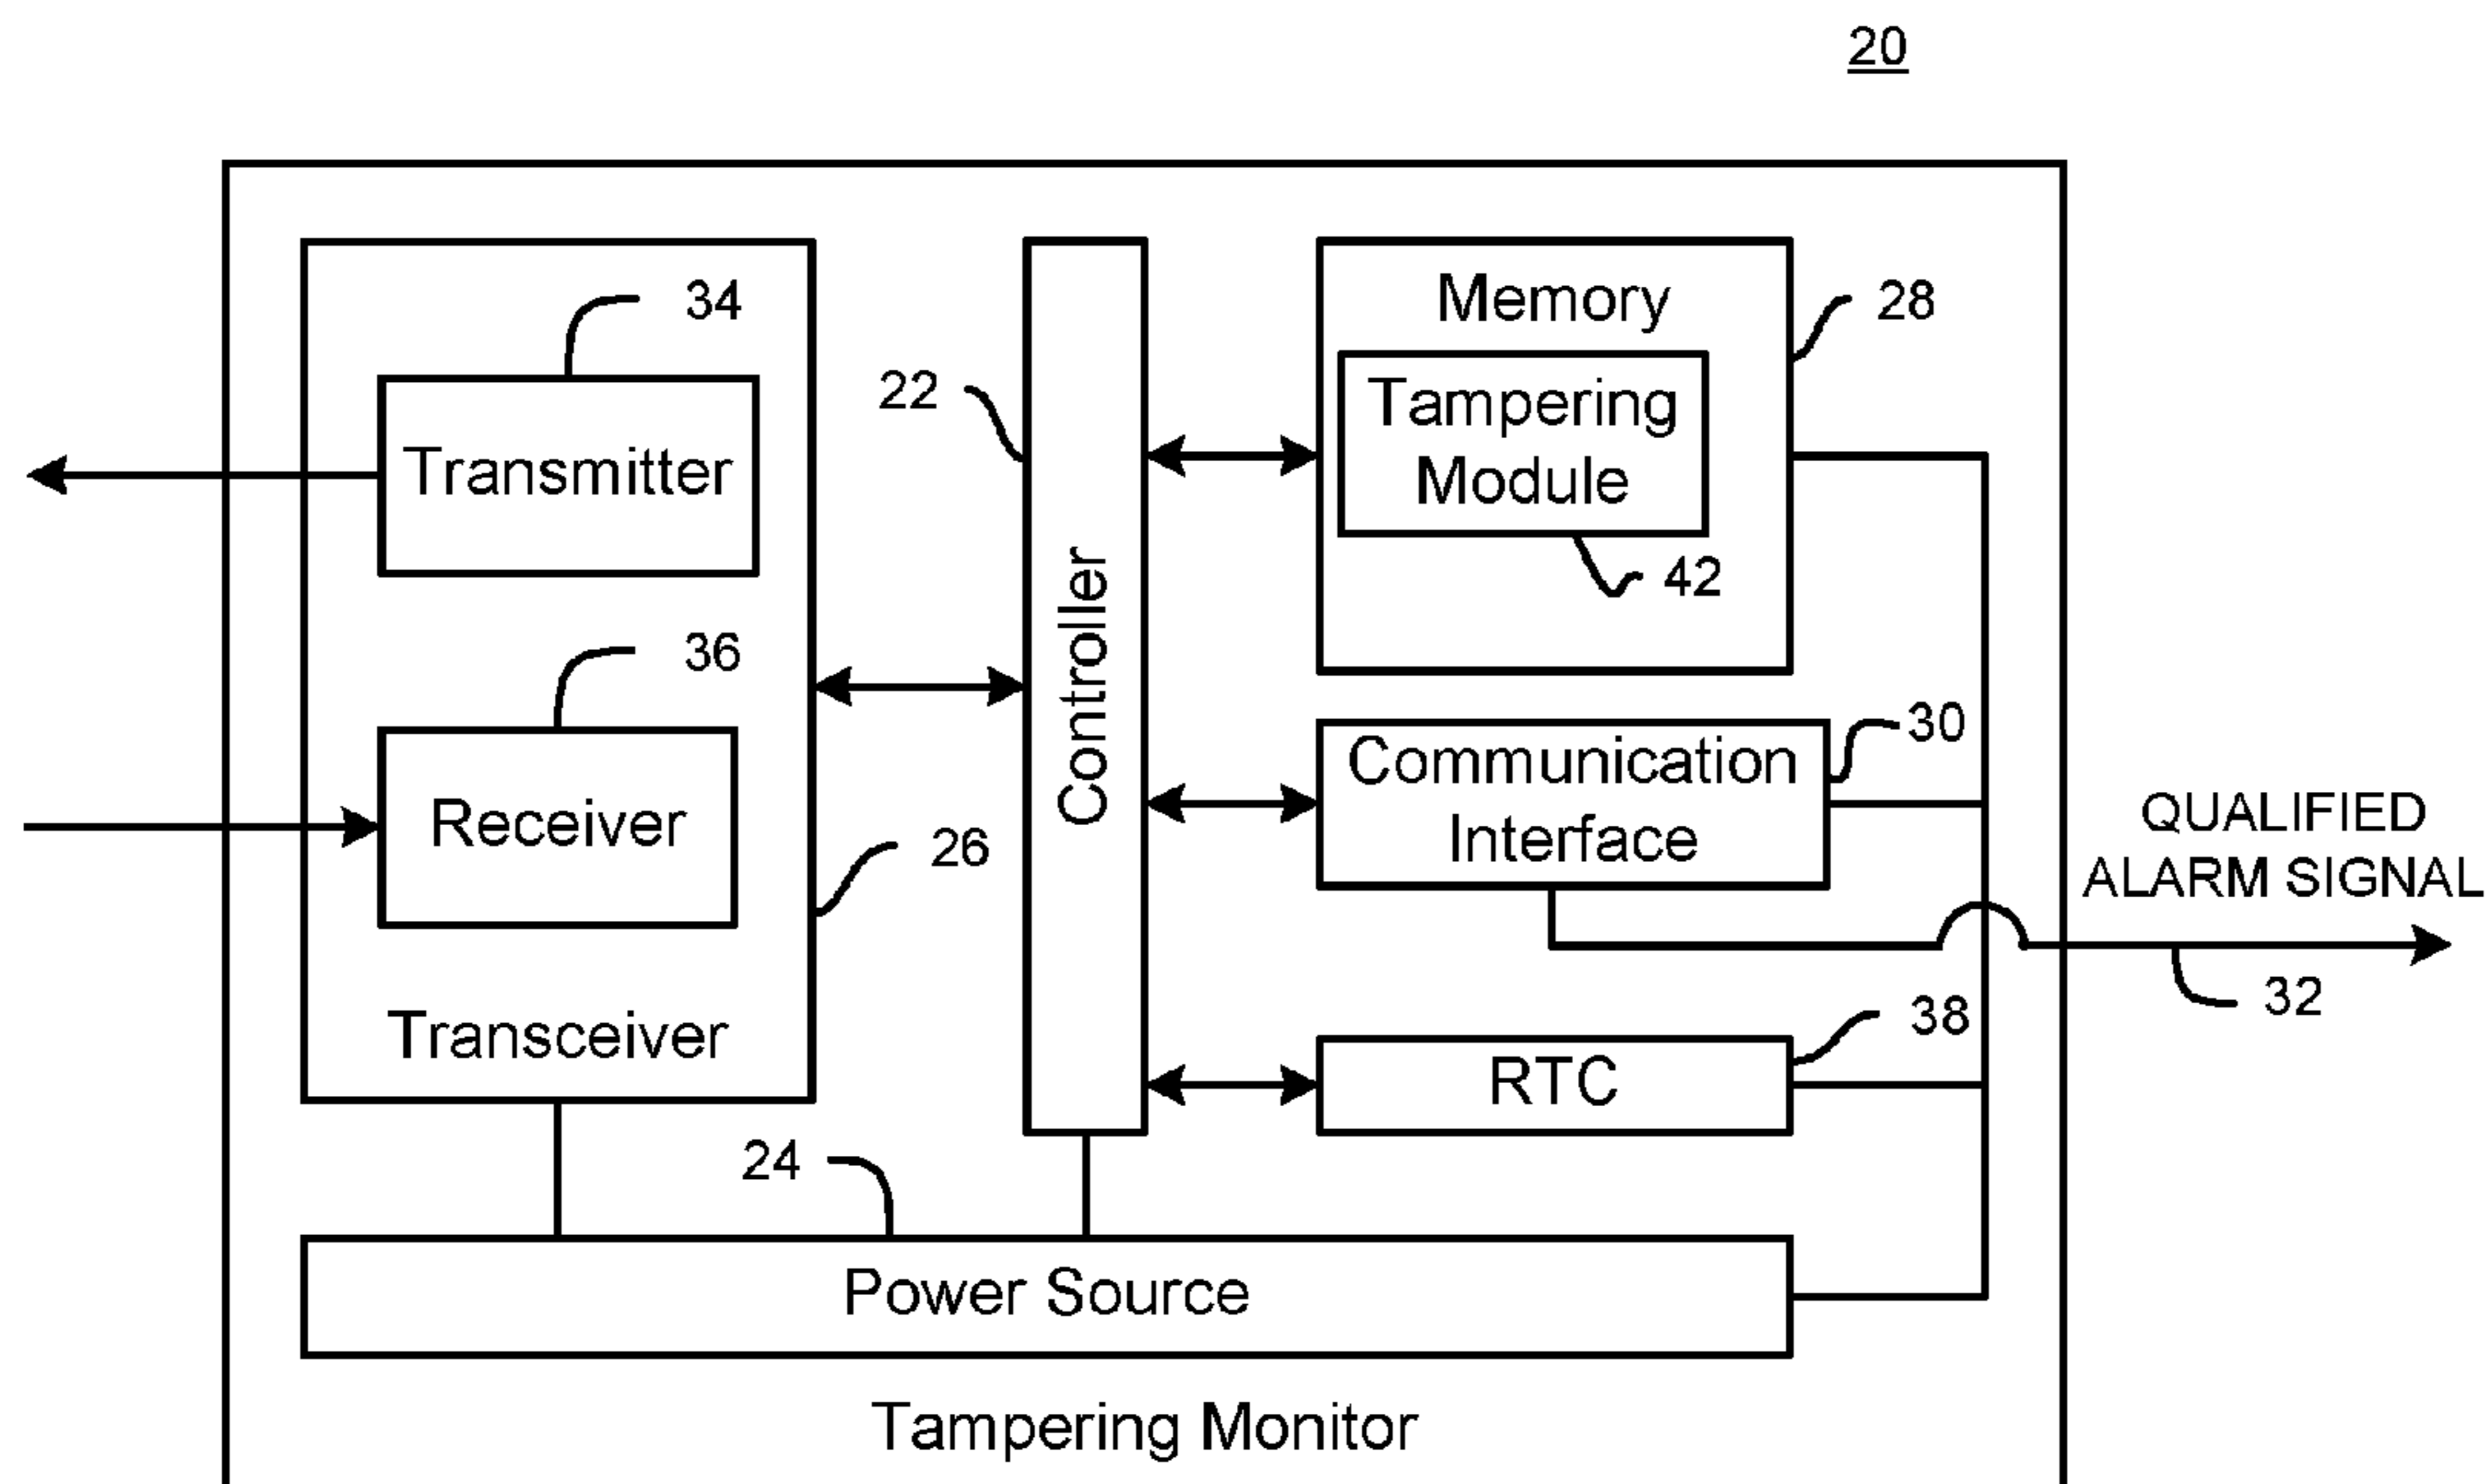 20
34
Transmitter
36
Receiver
26
Transceiver
22
Controller
Memory
28
Tampering
Module
42
Communication
Interface
30
QUALIFIED
ALARM SIGNAL
32
RTC
38
24
Power Source
Tampering Monitor